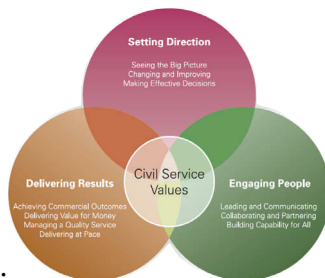 Setting Direction
Seeing the Big Picture
Changing and Improving
Making Effective Decisions
Civil Service
Values
Delivering Results
Achieving Commercial Outcomes
Delivering Value for Money
Managing a Quality Service
Delivering at Pace
Engaging People
Leading and Communicating
Collaborating and Partnering
Building Capability for All
.